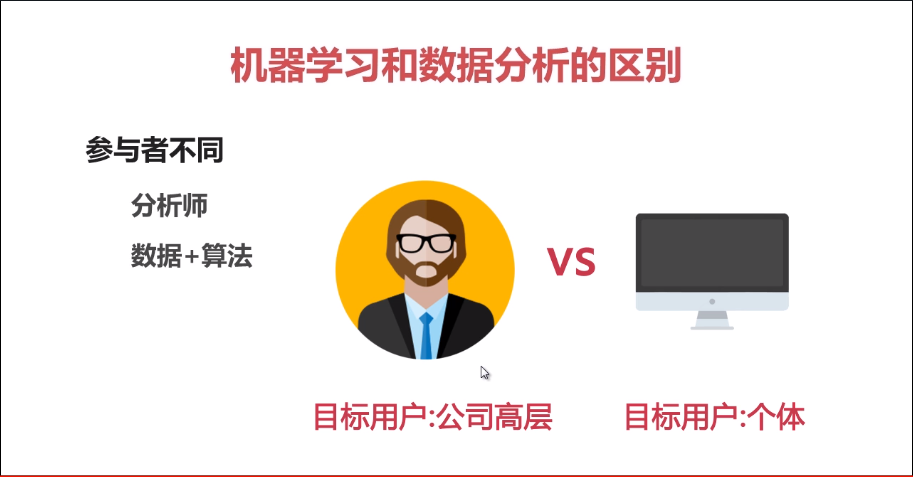 机器学习和数据分析的区别
参与者不同
分析师
数据+算法
VS
目标用户:公司高层
目标用户:个体